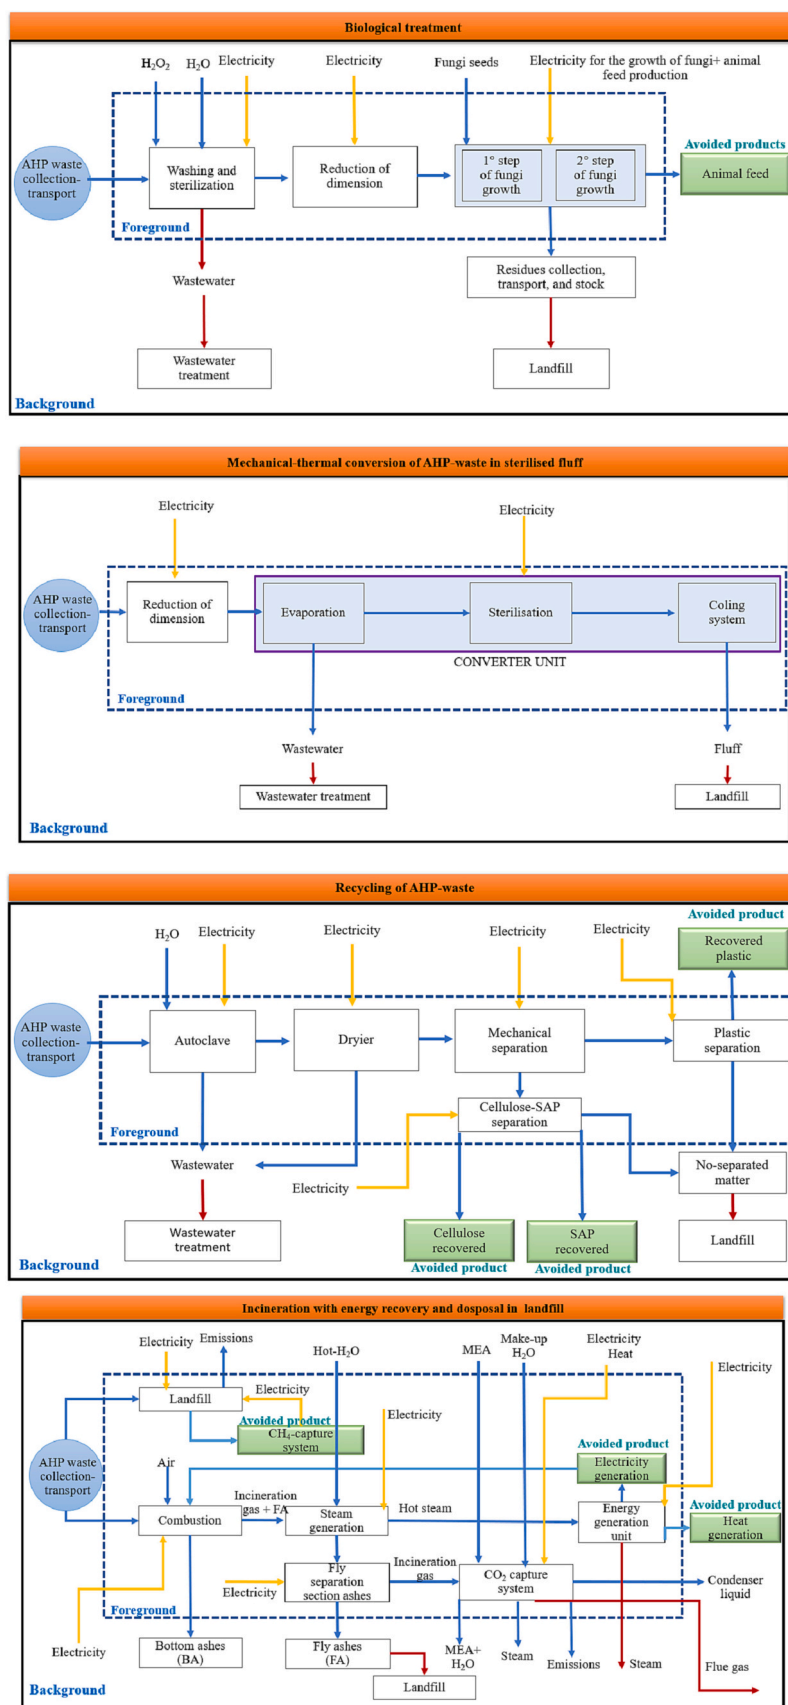 Biological treatment
H₂O₂
H₂O
Electricity
Electricity
Fungi seeds
Electricity for the growth of fungi+ animal
feed production
AHP waste
collection-
transport
Washing and
sterilization
Reduction of
dimension
1° step
of fungi
growth
2° step
of fungi
growth
Avoided products
Animal feed
Foreground
Wastewater
Residues collection,
transport, and stock
Wastewater
treatment
Landfill
Background
Mechanical-thermal conversion of AHP-waste in sterilised fluff
Electricity
Electricity
AHP waste
collection-
transport
Reduction of
dimension
Evaporation
Sterilisation
Coling
system
CONVERTER UNIT
Foreground
Wastewater
Fluff
Wastewater treatment
Landfill
Background
Recycling of AHP-waste
H₂O
Electricity
Electricity
Electricity
Electricity
Avoided product
Recovered
plastic
AHP waste
collection-
transport
Autoclave
Dryier
Mechanical
separation
Plastic
separation
Cellulose-SAP
separation
Foreground
Wastewater
Electricity
No-separated
matter
Wastewater
treatment
Cellulose
recovered
Avoided product
SAP
recovered
Avoided product
Landfill
Background
Incineration with energy recovery and dosposal in landfill
Electricity
Emissions
Hot-H₂O
MEA
Make-up
H₂O
Electricity
Heat
Electricity
Landfill
Electricity
Avoided product
CH₄-capture
system
Electricity
AHP waste
collection-
transport
Air
Avoided product
Electricity
generation
Combustion
Incineration
gas + FA
Steam
generation
Hot steam
Energy
generation
unit
Avoided product
Heat
generation
Fly
separation
section ashes
Electricity
Incineration
gas
CO₂ capture
system
Condenser
liquid
Foreground
Electricity
Bottom ashes
(BA)
Fly ashes
(FA)
Landfill
MEA+
H₂O
Steam
Emissions
Steam
Flue gas
Background